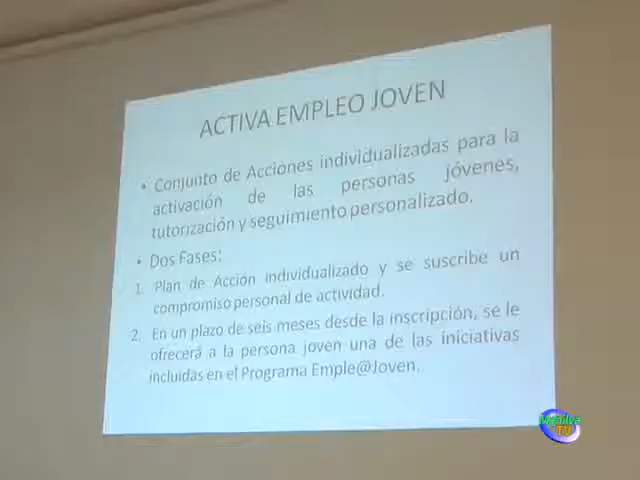 ACTIVA EMPLEO JOVEN
• Conjunto de Acciones individualizadas para la
activación de las personas jóvenes,
tutorización y seguimiento personalizado.
• Dos Fases:
1. Plan de Acción individualizado y se suscribe un
compromiso personal de actividad.
2. En un plazo de seis meses desde la inscripción, se le
ofrecerá a la persona joven una de las iniciativas
incluidas en el Programa Emple@Joven.